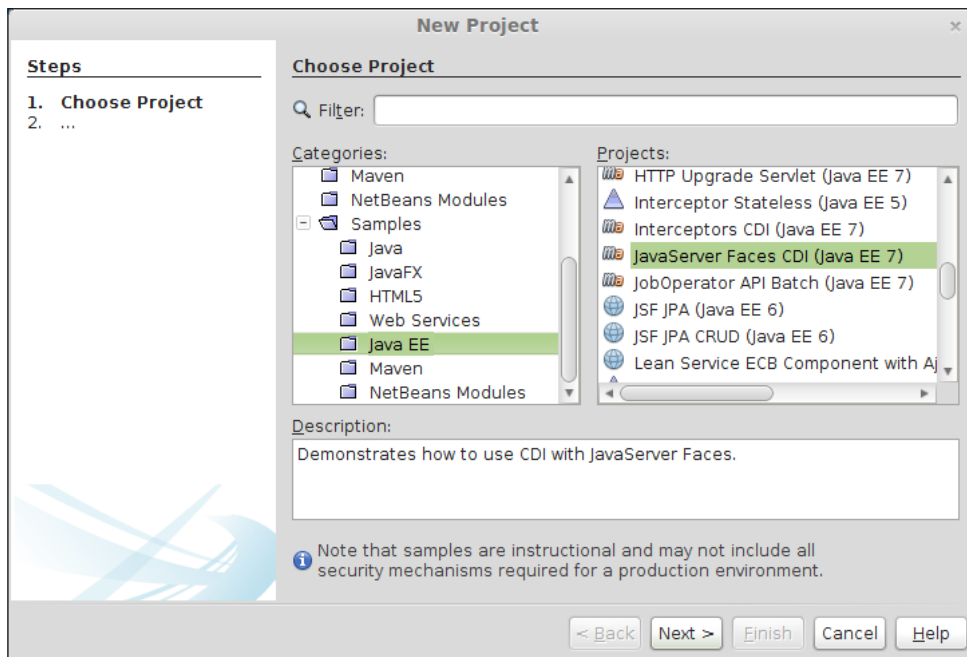 New Project
Steps
1. Choose Project
2. ...
Choose Project
Filter:
Categories:
Maven
NetBeans Modules
Samples
Java
JavaFX
HTML5
Web Services
Java EE
Maven
NetBeans Modules
Projects:
HTTP Upgrade Servlet (Java EE 7)
Interceptor Stateless (Java EE 5)
Interceptors CDI (Java EE 7)
JavaServer Faces CDI (Java EE 7)
JobOperator API Batch (Java EE 7)
JSF JPA (Java EE 6)
JSF JPA CRUD (Java EE 6)
Lean Service ECB Component with Aj
Description:
Demonstrates how to use CDI with JavaServer Faces.
Note that samples are instructional and may not include all
security mechanisms required for a production environment.
< Back Next > Finish Cancel Help